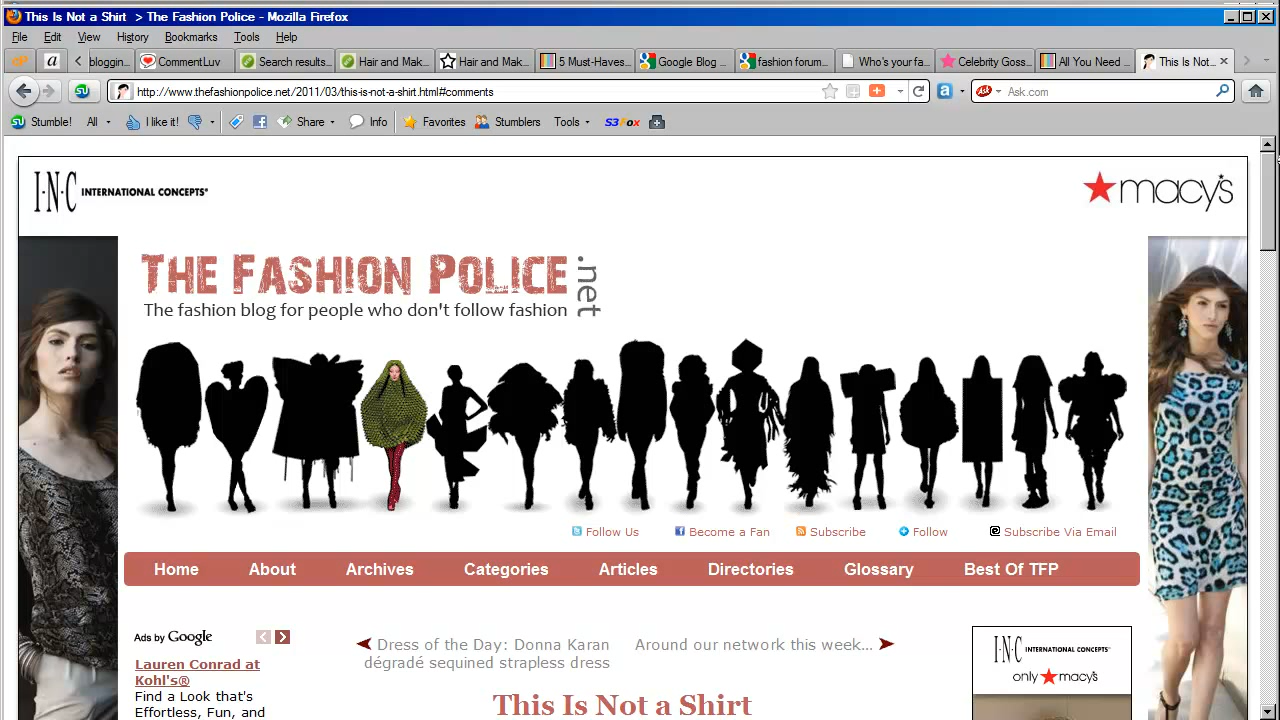 This Is Not a Shirt > The Fashion Police - Mozilla Firefox
File Edit View History Bookmarks Tools Help
bloggin... CommentLuv Search results... Hair and Mak... Hair and Mak... 5 Must-Haves... Google Blog ... fashion forum... Who's your fa... Celebrity Goss... All You Need ... This Is Not...
http://www.thefashionpolice.net/2011/03/this-is-not-a-shirt.html#comments
Ask.com
Stumble! All I like it! Share Info Favorites Stumblers Tools S3Fox
I·N·C INTERNATIONAL CONCEPTS®
macy's
THE FASHION POLICE .net
The fashion blog for people who don't follow fashion
Follow Us Become a Fan Subscribe Follow Subscribe Via Email
Home About Archives Categories Articles Directories Glossary Best Of TFP
Ads by Google
Lauren Conrad at
Kohl's®
Find a Look that's
Effortless, Fun, and
Dress of the Day: Donna Karan
dégradé sequined strapless dress
Around our network this week...
This Is Not a Shirt
I·N·C INTERNATIONAL CONCEPTS®
only macy's